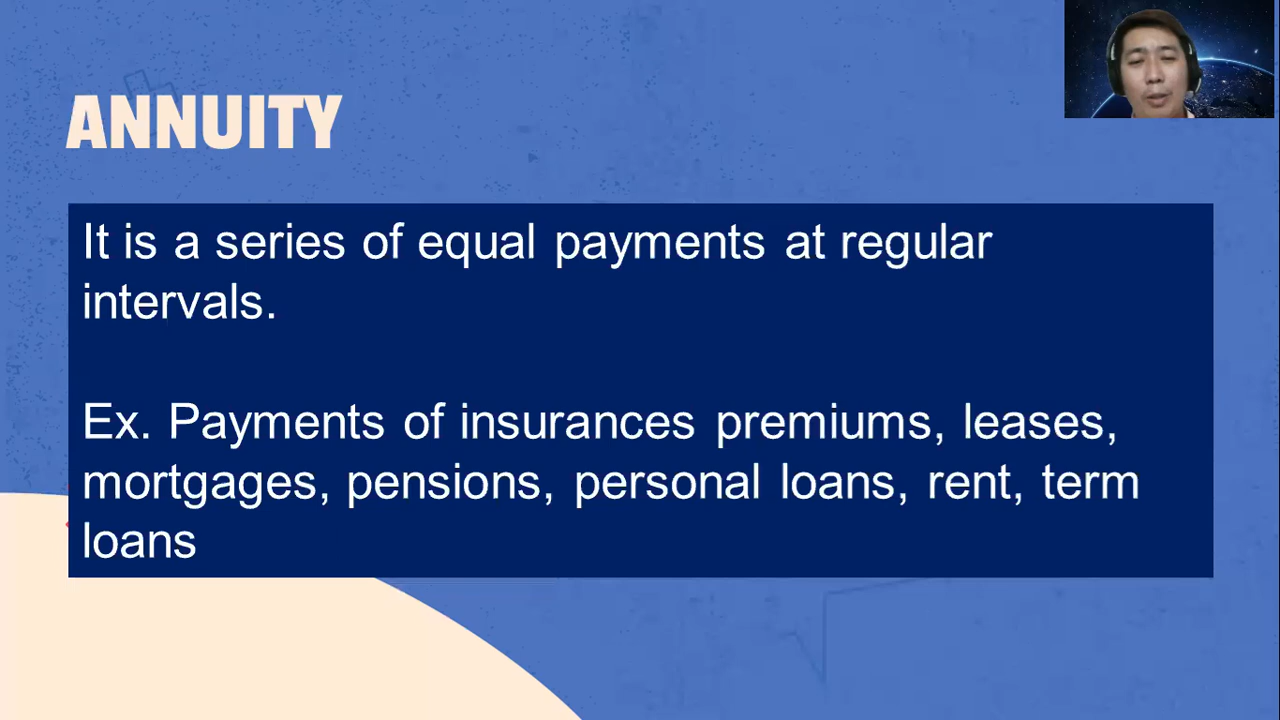 ANNUITY
It is a series of equal payments at regular
intervals.
Ex. Payments of insurances premiums, leases,
mortgages, pensions, personal loans, rent, term
loans